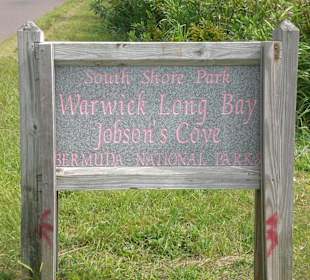 South Shore Park
Warwick Long Bay
Jobson's Cove
BERMUDA NATIONAL PARKS